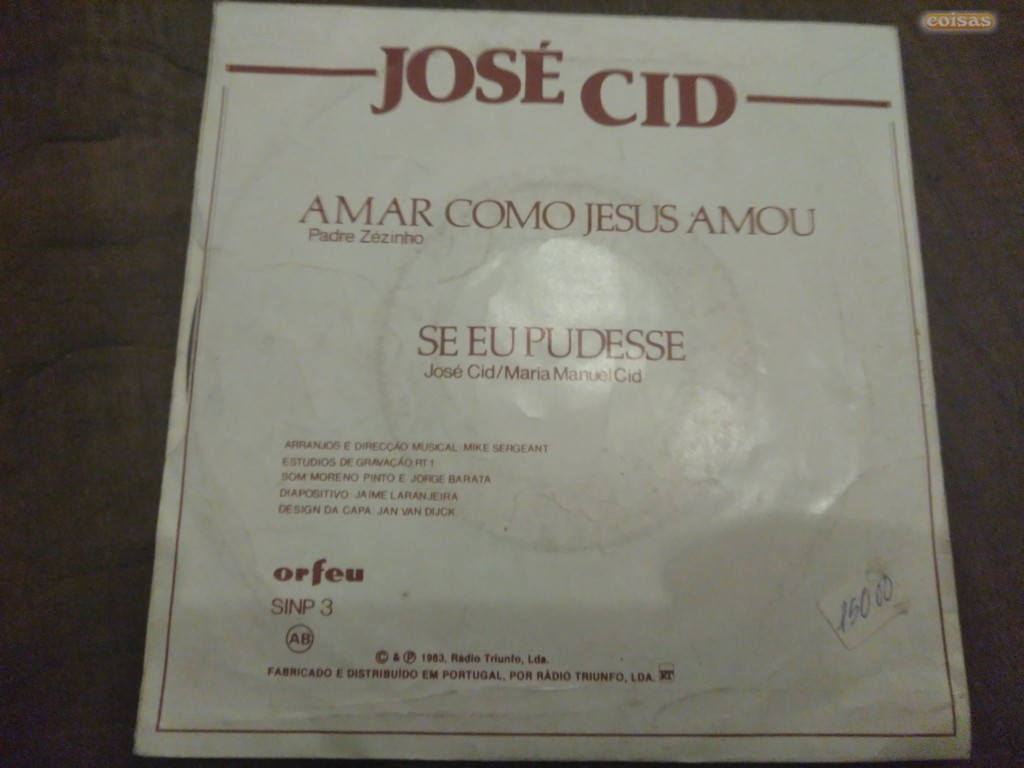 coisas
JOSÉ CID
AMAR COMO JESUS AMOU
Padre Zézinho
SE EU PUDESSE
José Cid/Maria Manuel Cid
ARRANJOS E DIRECÇÃO MUSICAL: MIKE SERGEANT
ESTUDIOS DE GRAVAÇÃO RT 1
SOM MORENO PINTO E JORGE BARATA
DIAPOSITIVO: JAIME LARANJEIRA
DESIGN DA CAPA: JAN VAN DIJCK
orfeu
SINP 3
AB
150 00
© & ℗ 1983, Rádio Triunfo, Lda.
FABRICADO E DISTRIBUÍDO EM PORTUGAL, POR RÁDIO TRIUNFO, LDA. RT